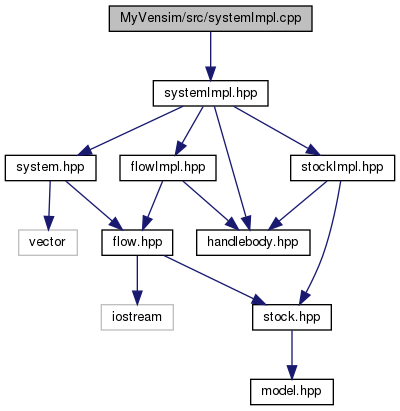 MyVensim/src/systemImpl.cpp
systemImpl.hpp
system.hpp
flowImpl.hpp
stockImpl.hpp
vector
flow.hpp
handlebody.hpp
iostream
stock.hpp
model.hpp